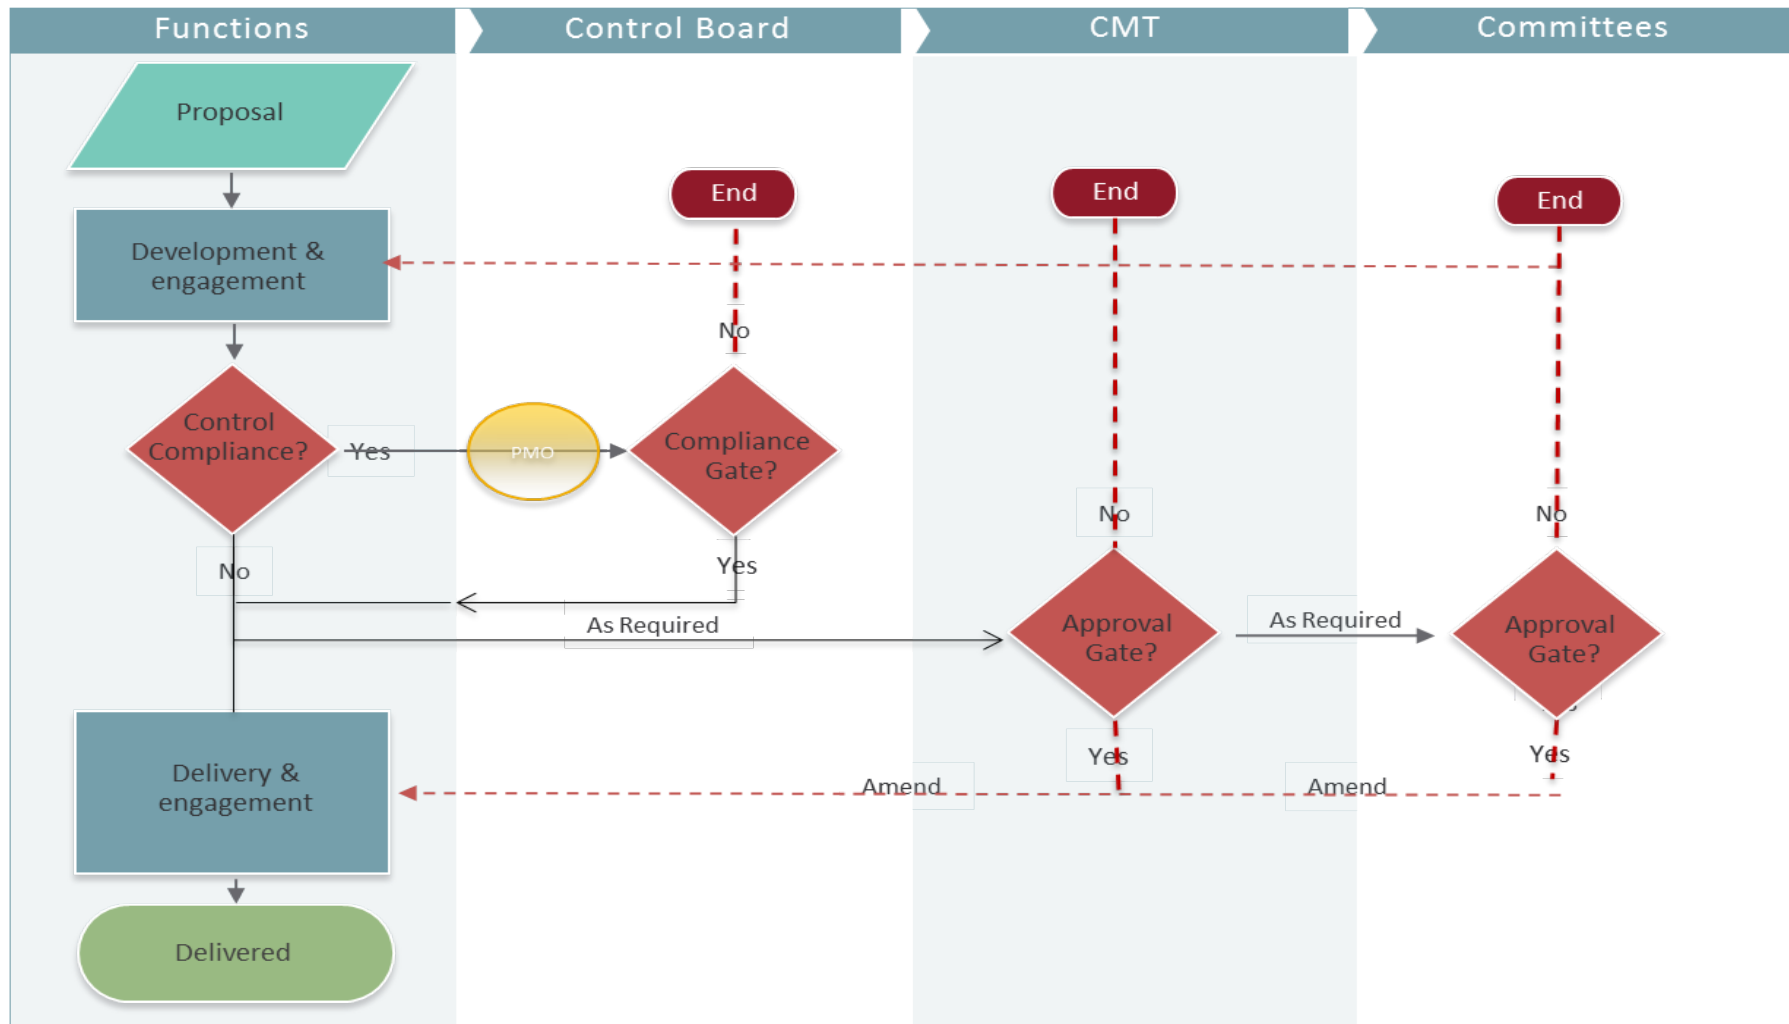 Functions
Control Board
CMT
Committees
Proposal
End
End
End
Development &
engagement
No
Control
Compliance?
Yes
PMO
Compliance
Gate?
No
No
No
Yes
As Required
As Required
Approval
Gate?
Approval
Gate?
Yes
Yes
Delivery &
engagement
Amend
Amend
Delivered